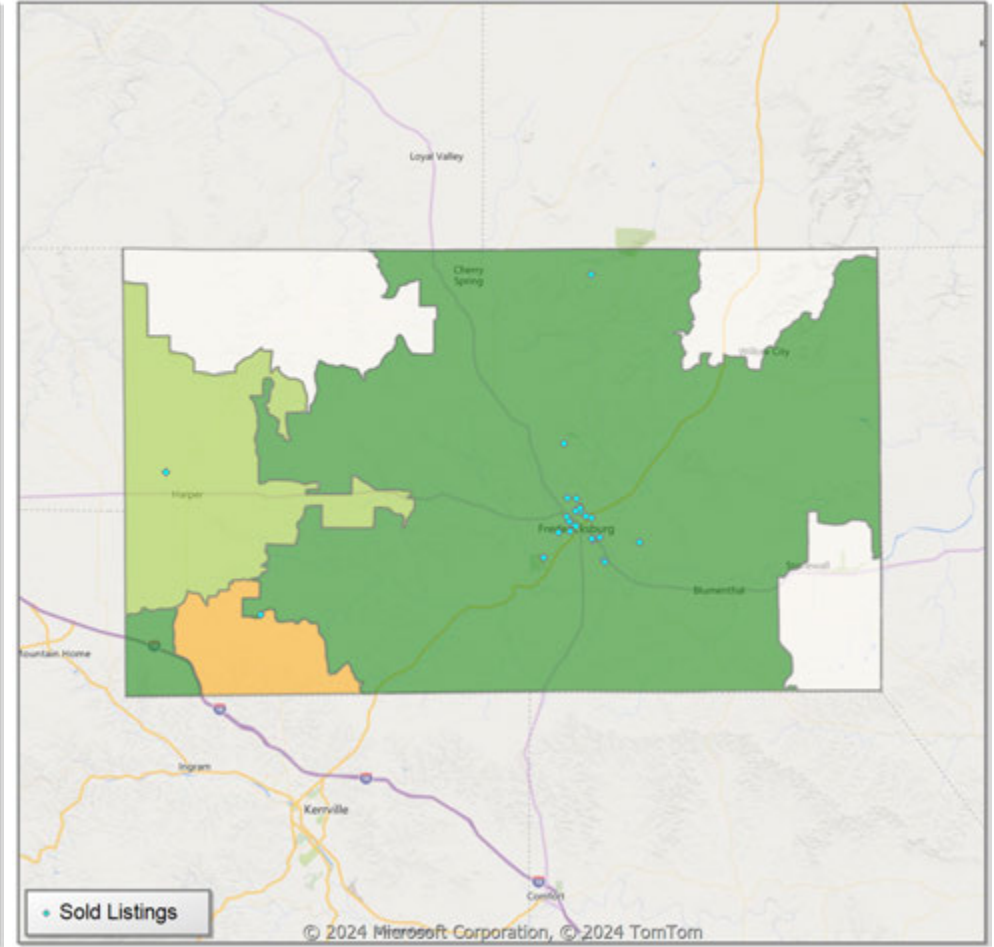 Loyal Valley
Cherry
Spring
Willow City
Harper
Fredericksburg
Stonewall
Blumenthal
Mountain Home
Ingram
Kerrville
Comfort
Sold Listings
© 2024 Microsoft Corporation, © 2024 TomTom